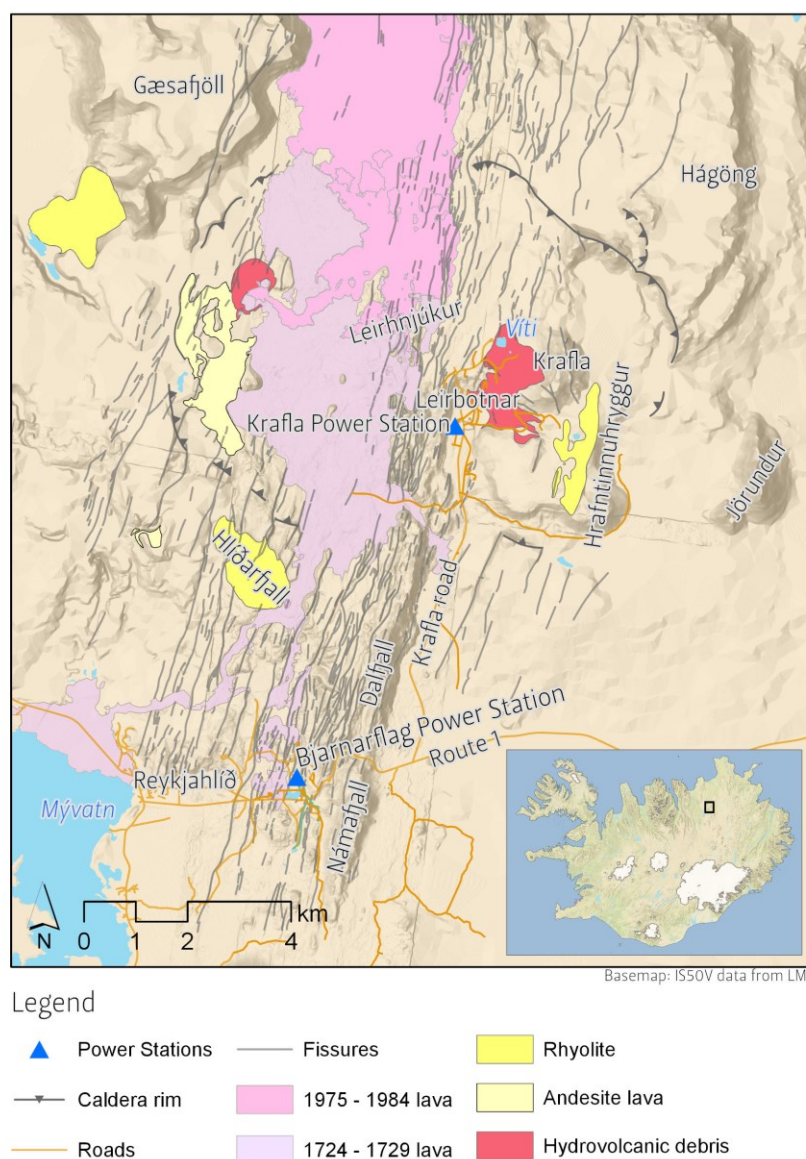 Gæsafjöll
Hágöng
Leirhnjúkur
Víti
Krafla
Leirbotnar
Krafla Power Station
Hrafntinnuhryggur
Jörundur
Hlíðarfjall
Krafla road
Dalfjall
Bjarnarflag Power Station
Route 1
Reykjahlíð
Mývatn
Námafjall
N
km
0 1 2 4
Basemap: IS50V data from LM
Legend
Power Stations
Fissures
Rhyolite
Caldera rim
1975 - 1984 lava
Andesite lava
Roads
1724 - 1729 lava
Hydrovolcanic debris